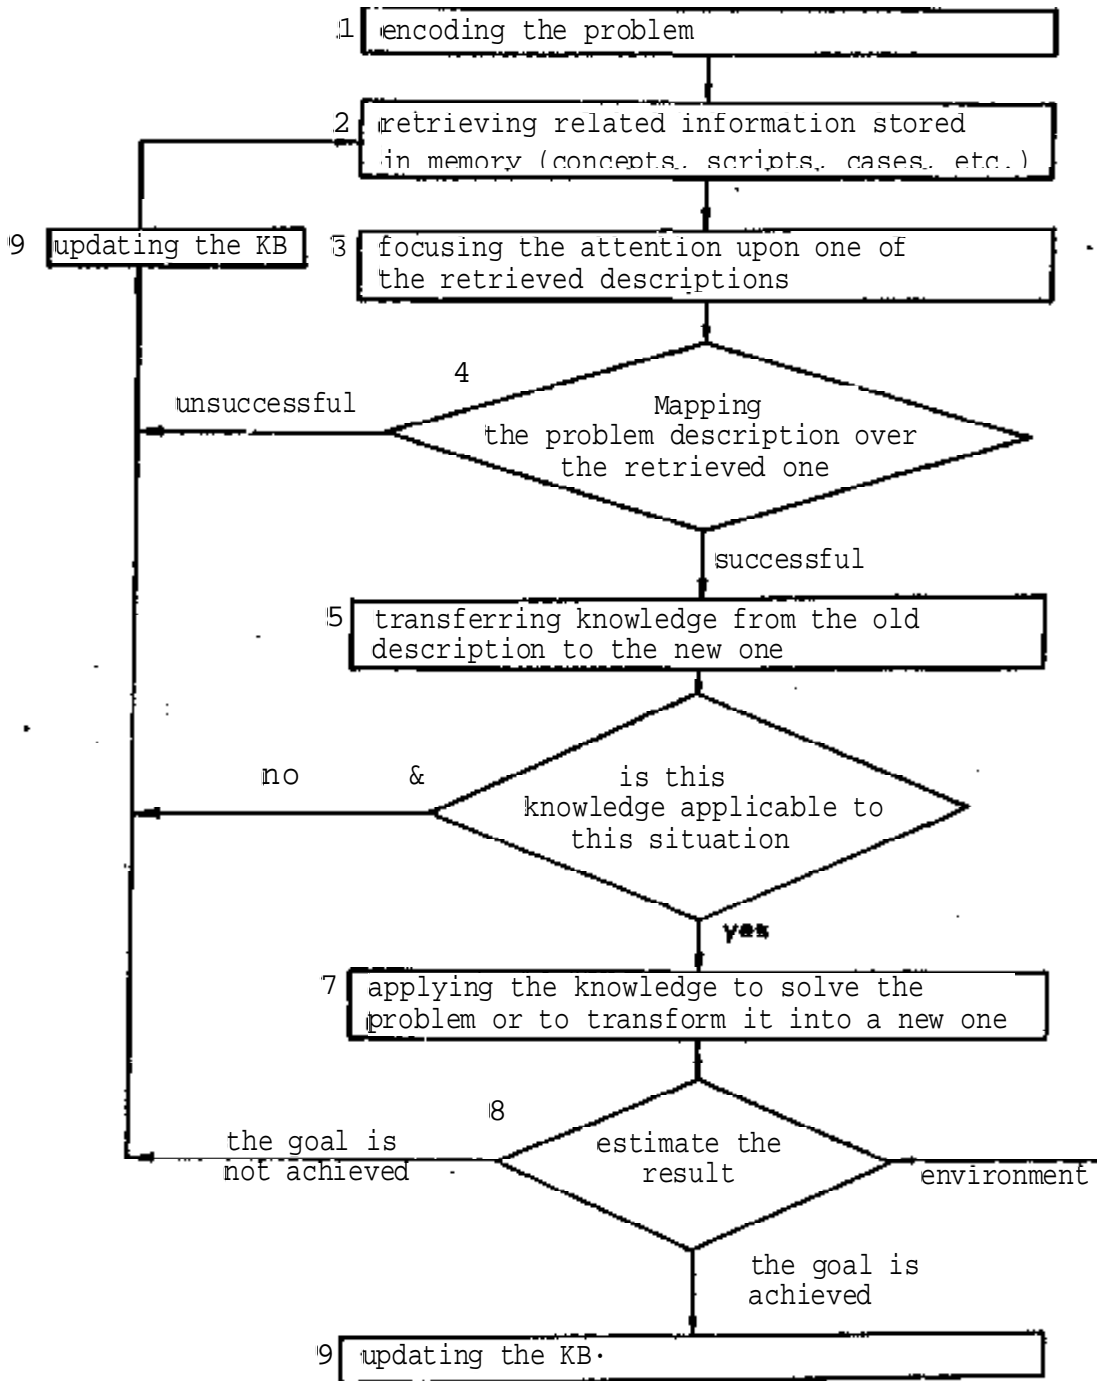 1 encoding the problem
2 retrieving related information stored
in memory (concepts, scripts, cases, etc.)
9 updating the KB
3 focusing the attention upon one of
the retrieved descriptions
4
unsuccessful
Mapping
the problem description over
the retrieved one
successful
5 transferring knowledge from the old
description to the new one
no &
is this
knowledge applicable to
this situation
yes
7 applying the knowledge to solve the
problem or to transform it into a new one
8
the goal is
not achieved
estimate the
result
environment
the goal is
achieved
9 updating the KB.